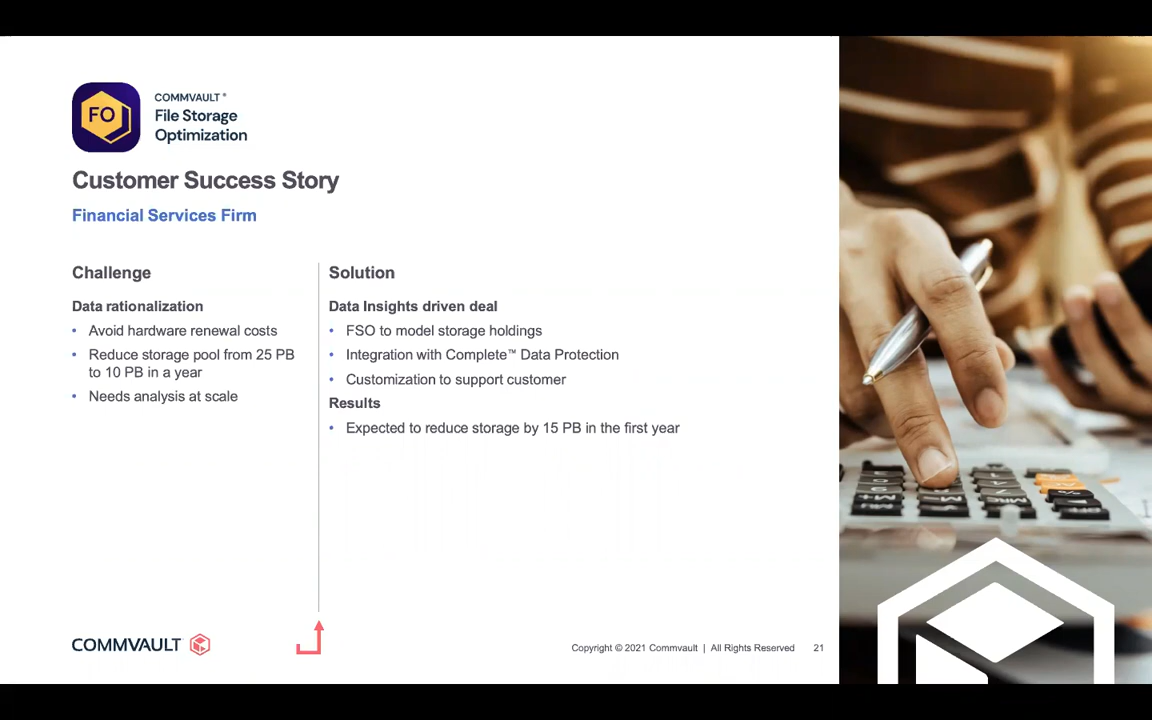 FO
COMMVAULT®
File Storage
Optimization
Customer Success Story
Financial Services Firm
Challenge
Data rationalization
• Avoid hardware renewal costs
• Reduce storage pool from 25 PB
to 10 PB in a year
• Needs analysis at scale
Solution
Data Insights driven deal
• FSO to model storage holdings
• Integration with Complete™ Data Protection
• Customization to support customer
Results
• Expected to reduce storage by 15 PB in the first year
COMMVAULT
Copyright © 2021 Commvault | All Rights Reserved 21